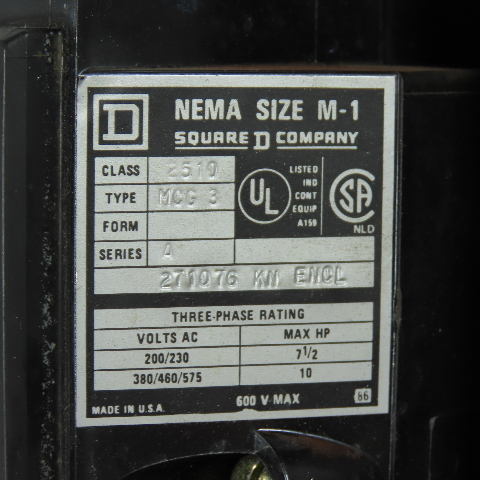 D NEMA SIZE M-1
SQUARE D COMPANY
CLASS 2510
TYPE MCG 3
FORM
SERIES A
271076 KN ENCL
UL LISTED IND CONT EQUIP A159
SA NLD
THREE-PHASE RATING
VOLTS AC MAX HP
200/230 7 1/2
380/460/575 10
MADE IN U.S.A. 600 V-MAX 86